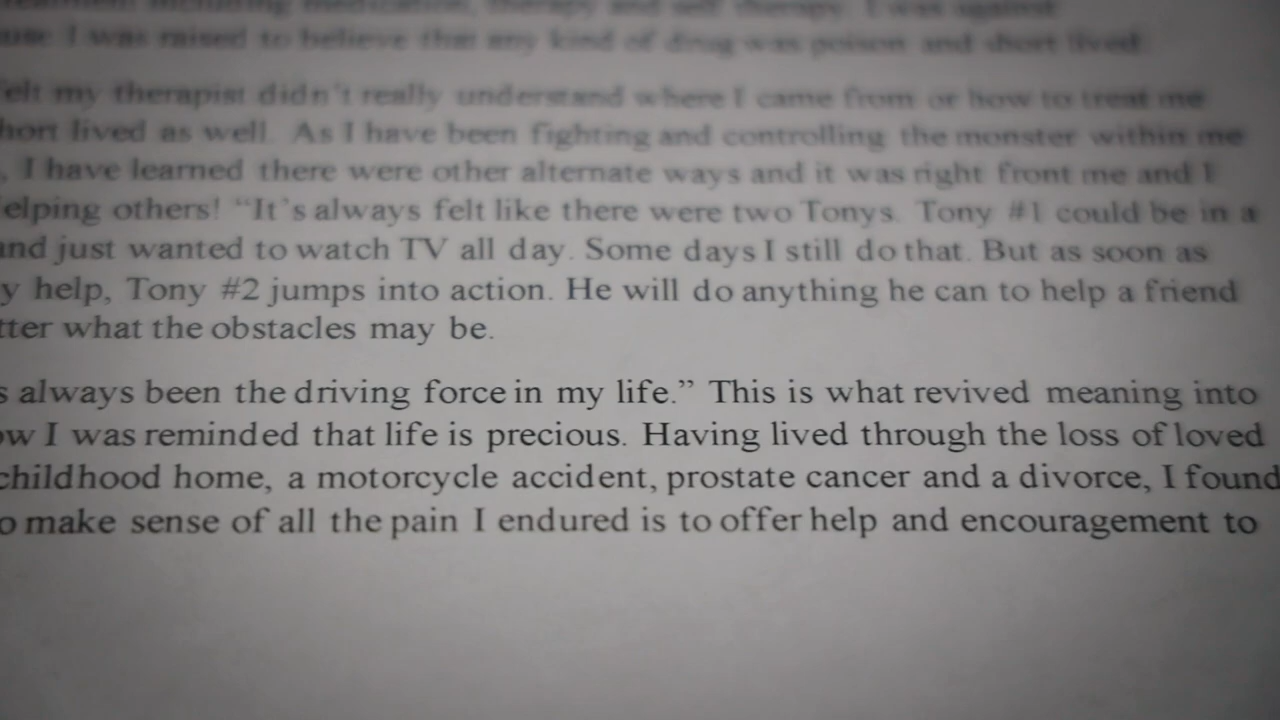 treatment including medication, therapy and self therapy. I was against
use I was raised to believe that any kind of drug was poison and short lived
felt my therapist didn't really understand where I came from or how to treat me
hort lived as well. As I have been fighting and controlling the monster within me
, I have learned there were other alternate ways and it was right front me and I
elping others! “It's always felt like there were two Tonys. Tony #1 could be in a
and just wanted to watch TV all day. Some days I still do that. But as soon as
y help, Tony #2 jumps into action. He will do anything he can to help a friend
tter what the obstacles may be.
s always been the driving force in my life.” This is what revived meaning into
ow I was reminded that life is precious. Having lived through the loss of loved
childhood home, a motorcycle accident, prostate cancer and a divorce, I found
o make sense of all the pain I endured is to offer help and encouragement to